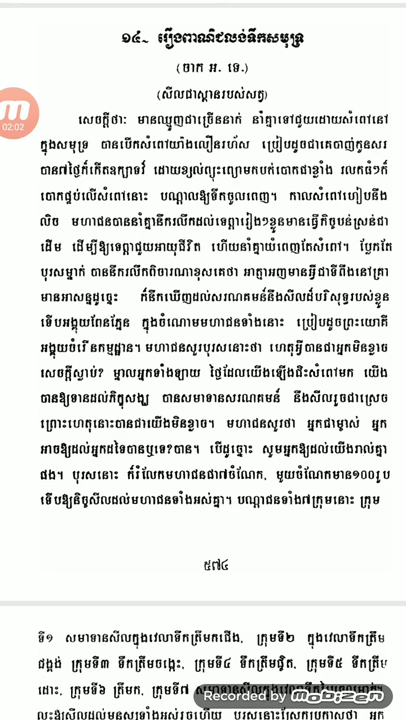 ១៤~ រឿងពាណិជលង់ទឹកសមុទ្រ
(ចាក អ. ទេ.)
(សីលជាស្ពានរបស់សត្វ)
សេចក្ដីថា: មានឈ្មួញជាច្រើននាក់ នាំគ្នាទៅជួយដោយសំពៅនៅ
ក្នុងសមុទ្រ បានបើកសំពៅយ៉ាងលឿនរហ័ស ប្រៀបដូចជាគេបាញ់កូនសរ
បាន៧ថ្ងៃក៏កើតឧក្បាទវ៍ ដោយខ្យល់ព្យុះព្យោមកបក់បោកជាខ្លាំង រលកធំៗក៏
បោកផ្ទប់លើសំពៅនោះ បណ្ដាលឱ្យទឹកចូលពេញ។ កាលសំពៅហៀបនឹង
លិច មហាជនបាននាំគ្នានឹករលឹកដល់ទេព្ដារៀងៗខ្លួនមានធ្វើកិច្ចបន់ស្រន់ជា
ដើម ដើម្បីឱ្យទេព្ដាជួយអាយុជីវិត ហើយនាំគ្នាយំពេញតែសំពៅ។ ប្លែកតែ
បុរសម្នាក់ បាននឹករលឹកពិចារណាខុសគេថា អាត្មាអញមានអ្វីជាទីពឹងនៅគ្រា
មានអាសន្នដូច្នេះ ក៏នឹកឃើញដល់សរណគមន៍នឹងសីលដ៏បរិសុទ្ធរបស់ខ្លួន
ទើបអង្គុយពែនភ្នែន ក្នុងចំណោមមហាជនទាំងនោះ ប្រៀបដូចព្រះយោគី
អង្គុយចំរើនកម្មដ្ឋាន។ មហាជនសួរបុរសនោះថា ហេតុអ្វីបានជាអ្នកមិនខ្លាច
សេចក្ដីស្លាប់? ម្នាលអ្នកទាំងឡាយ ថ្ងៃដែលយើងឡើងជិះសំពៅមក យើង
បានឱ្យទានដល់ភិក្ខុសង្ឃ បានសមាទានសរណគមន៍ នឹងសីលរួចជាស្រេច
ព្រោះហេតុនោះបានជាយើងមិនខ្លាច។ មហាជនសួរថា អ្នកជាម្ចាស់ អ្នក
អាចឱ្យដល់អ្នកដទៃបានឬទេ?បាន។ បើដូច្នោះ សូមអ្នកឱ្យដល់យើងរាល់គ្នា
ផង។ បុរសនោះ ក៏រំលែកមហាជនជា៧ចំណែក, មួយចំណែកមាន១០០រូប
ទើបឱ្យនិច្ចសីលដល់មហាជនទាំងអស់គ្នា។ បណ្ដាជនទាំង៧ក្រុមនោះ ក្រុម
៥៧៤
ទី១ សមាទានសីលក្នុងវេលាទឹកត្រឹមកជើង, ក្រុមទី២ ក្នុងវេលាទឹកត្រឹម
ជង្គង់ ក្រុមទី៣ ទឹកត្រឹមចង្កេះ, ក្រុមទី៤ ទឹកត្រឹមផ្ចិត, ក្រុមទី៥ ទឹកត្រឹម
ដោះ, ក្រុមទី៦ ត្រឹមក, ក្រុមទី៧ សមាទានសីលក្នុងវេលា
02:02
Recorded by mobizen